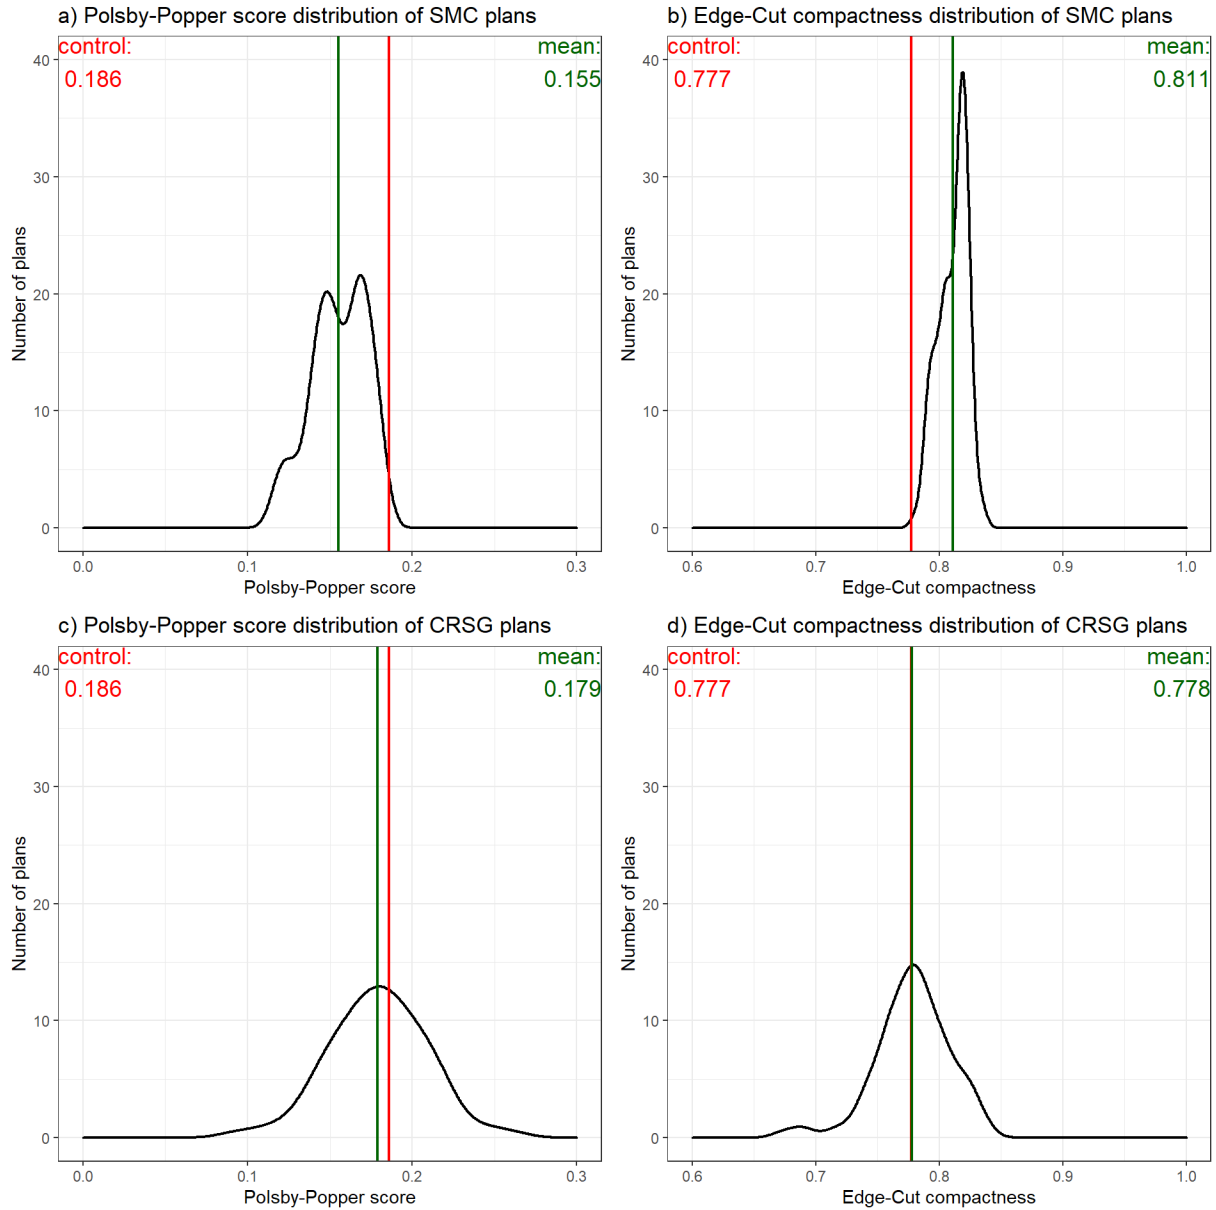 a) Polsby-Popper score distribution of SMC plans
control:
0.186
mean:
0.155
40
30
20
10
0
Number of plans
0.0
0.1
0.2
0.3
Polsby-Popper score
b) Edge-Cut compactness distribution of SMC plans
control:
0.777
mean:
0.811
40
30
20
10
0
Number of plans
0.6
0.7
0.8
0.9
1.0
Edge-Cut compactness
c) Polsby-Popper score distribution of CRSG plans
control:
0.186
mean:
0.179
40
30
20
10
0
Number of plans
0.0
0.1
0.2
0.3
Polsby-Popper score
d) Edge-Cut compactness distribution of CRSG plans
control:
0.777
mean:
0.778
40
30
20
10
0
Number of plans
0.6
0.7
0.8
0.9
1.0
Edge-Cut compactness